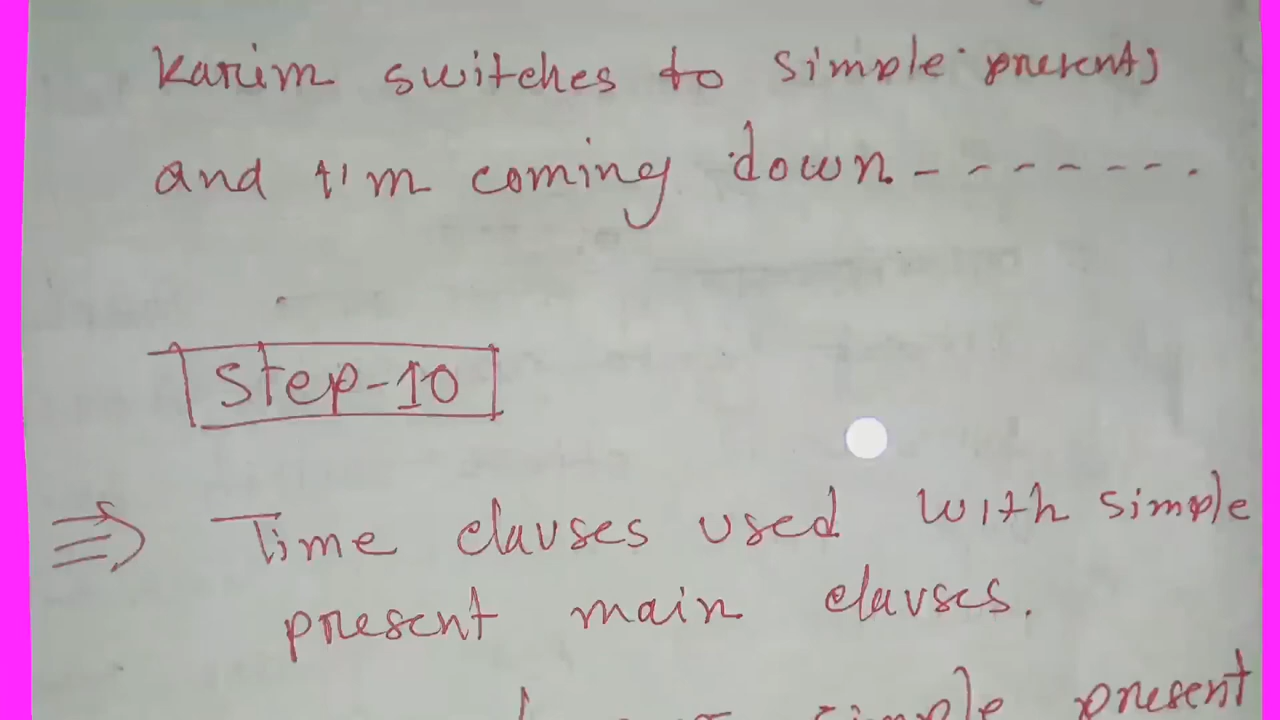 Karim switches to simple present)
and I'm coming down - - - - - - .
Step-10
⇒ Time clauses used with simple
present main clauses.
simple present